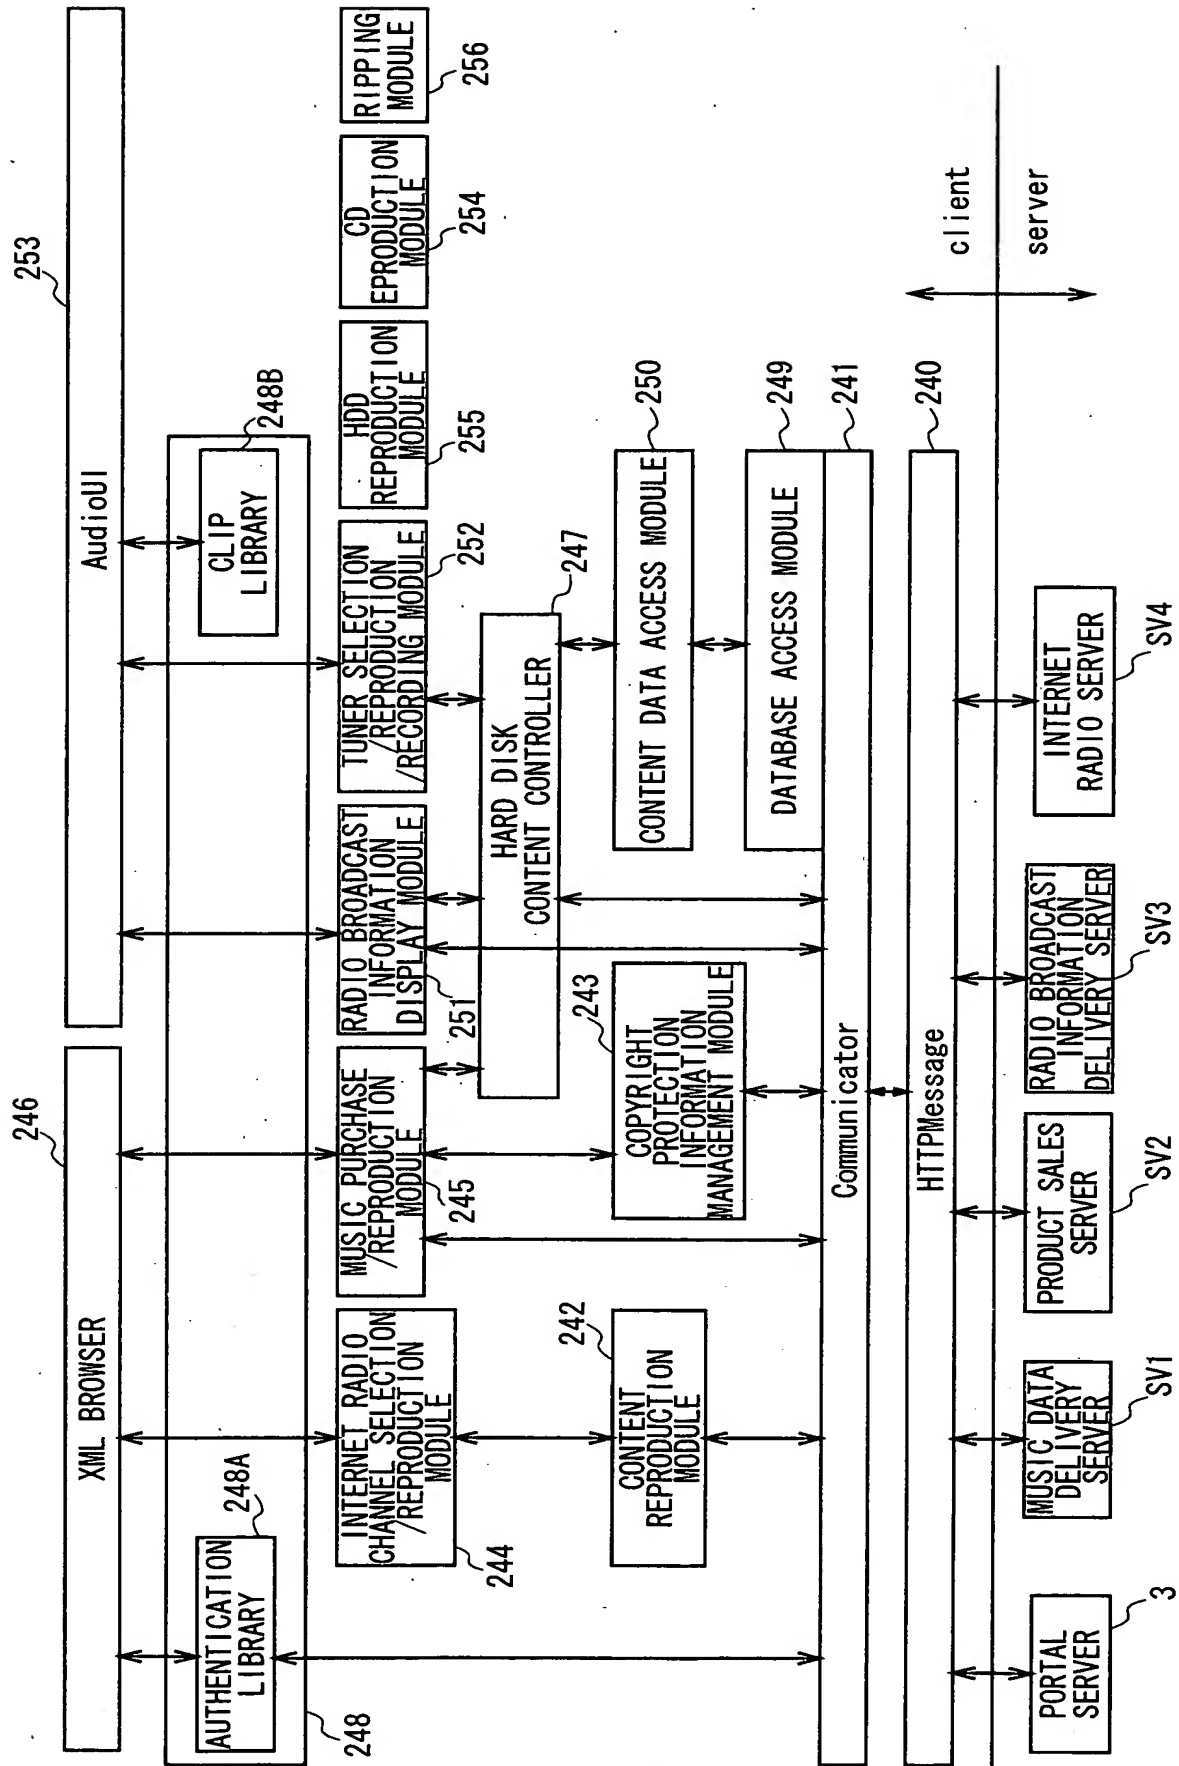 246
XML BROWSER
253
AudioUI
AUTHENTICATION
LIBRARY
248A
248
CLIP
LIBRARY
248B
INTERNET RADIO
CHANNEL SELECTION
/REPRODUCTION
MODULE
244
MUSIC PURCHASE
/REPRODUCTION
MODULE
245
RADIO BROADCAST
INFORMATION
DISPLAY MODULE
251
TUNER SELECTION
/REPRODUCTION
/RECORDING MODULE
252
HDD
REPRODUCTION
MODULE
255
CD
EPRODUCTION
MODULE
254
RIPPING
MODULE
256
HARD DISK
CONTENT CONTROLLER
247
242
CONTENT
REPRODUCTION
MODULE
243
COPYRIGHT
PROTECTION
INFORMATION
MANAGEMENT MODULE
CONTENT DATA ACCESS MODULE
250
DATABASE ACCESS MODULE
249
Communicator
241
HTTPMessage
240
client
server
PORTAL
SERVER
3
MUSIC DATA
DELIVERY
SERVER
SV1
PRODUCT SALES
SERVER
SV2
RADIO BROADCAST
INFORMATION
DELIVERY SERVER
SV3
INTERNET
RADIO SERVER
SV4